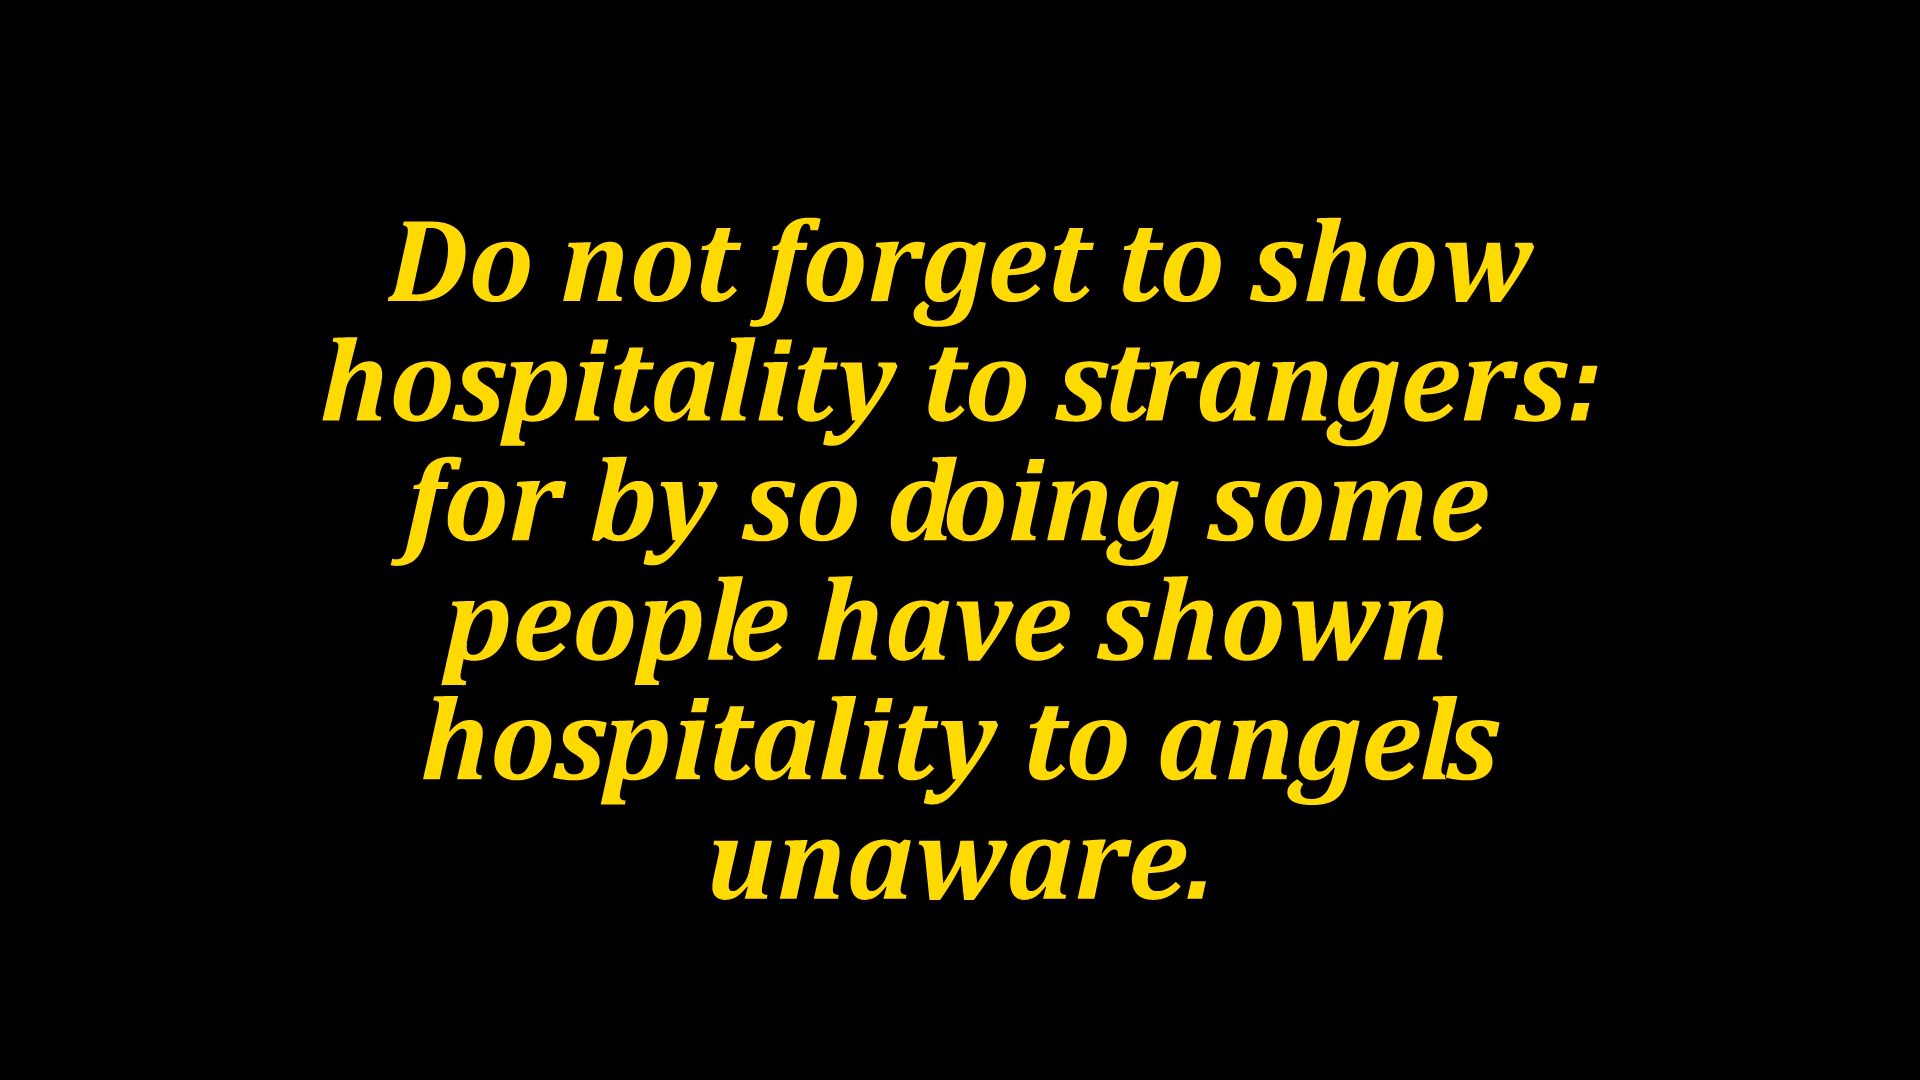 Do not forget to show
hospitality to strangers:
for by so doing some
people have shown
hospitality to angels
unaware.